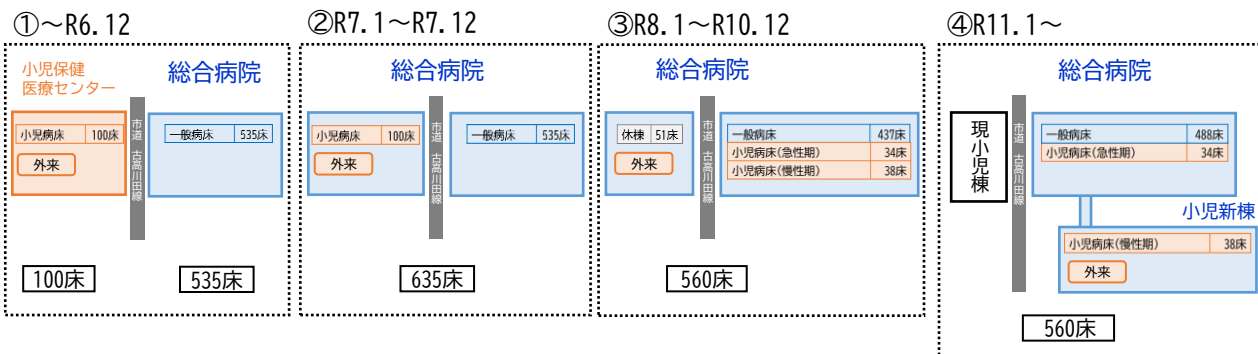 ①～R6.12
小児保健
医療センター
総合病院
小児病床 100床
外来
市道 古高川田線
一般病床 535床
100床
535床
②R7.1～R7.12
総合病院
小児病床 100床
外来
市道 古高川田線
一般病床 535床
635床
③R8.1～R10.12
総合病院
休棟 51床
外来
市道 古高川田線
一般病床 437床
小児病床(急性期) 34床
小児病床(慢性期) 38床
560床
④R11.1～
総合病院
現小児棟
市道 古高川田線
一般病床 488床
小児病床(急性期) 34床
小児新棟
小児病床(慢性期) 38床
外来
560床